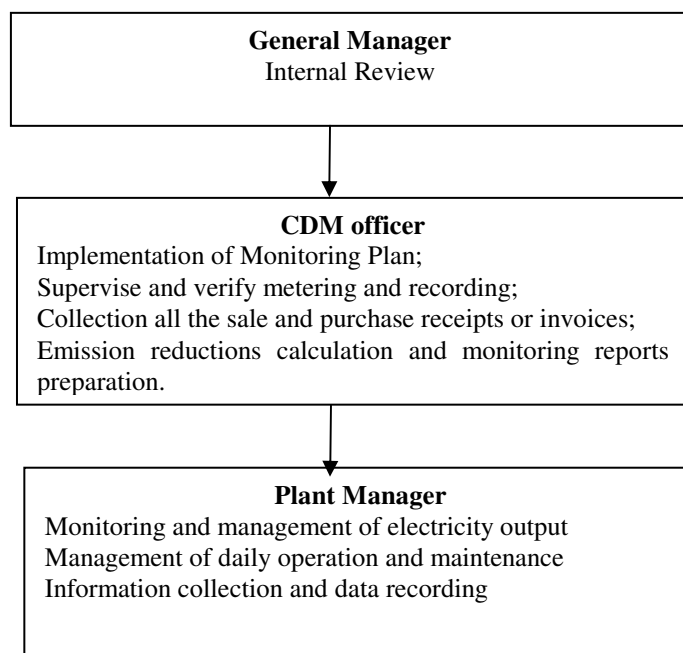 General Manager
Internal Review
CDM officer
Implementation of Monitoring Plan;
Supervise and verify metering and recording;
Collection all the sale and purchase receipts or invoices;
Emission reductions calculation and monitoring reports
preparation.
Plant Manager
Monitoring and management of electricity output
Management of daily operation and maintenance
Information collection and data recording